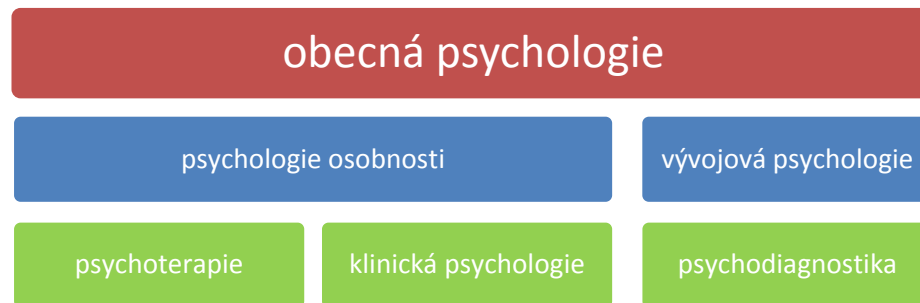 obecná psychologie
psychologie osobnosti
vývojová psychologie
psychoterapie
klinická psychologie
psychodiagnostika